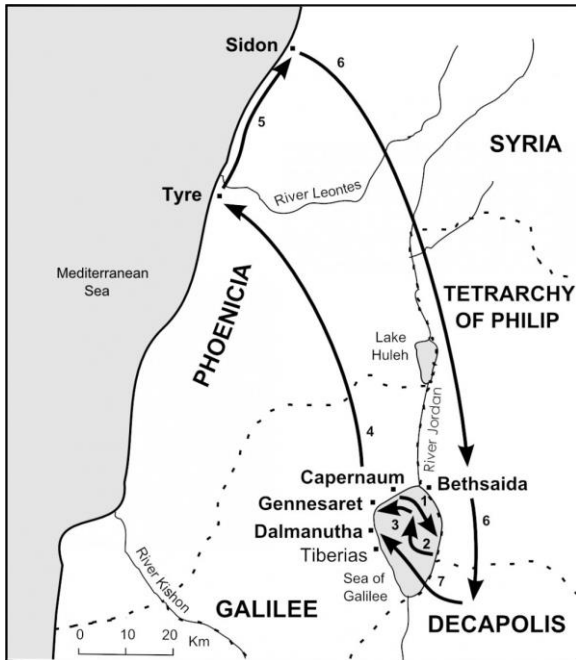 Sidon
6
5
SYRIA
Tyre
River Leontes
Mediterranean
Sea
PHOENICIA
TETRARCHY
OF PHILIP
Lake
Huleh
River Jordan
4
Capernaum
Bethsaida
1
Gennesaret
3
6
Dalmanutha
2
Tiberias
7
Sea of
Galilee
River Kishon
GALILEE
DECAPOLIS
0 10 20
Km